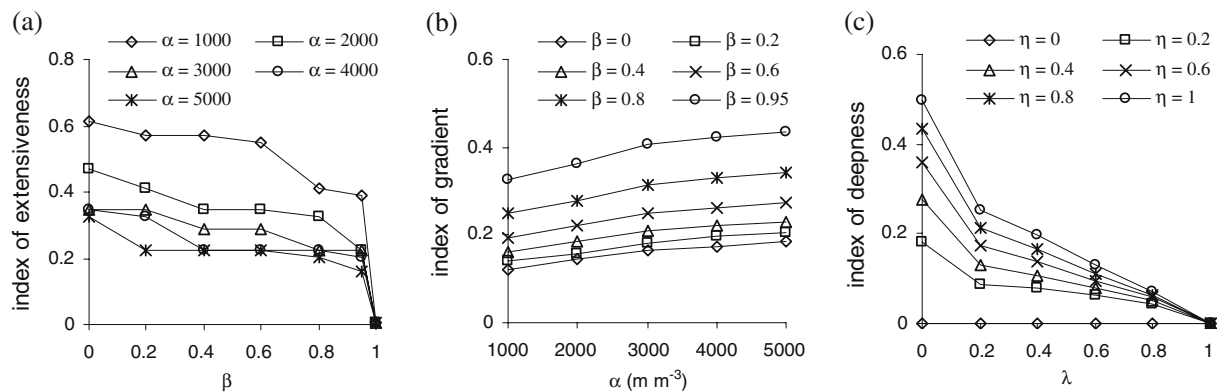 (a)
α = 1000 α = 2000
α = 3000 α = 4000
α = 5000
index of extensiveness
0.8
0.6
0.4
0.2
0
0 0.2 0.4 0.6 0.8 1
β
(b)
β = 0 β = 0.2
β = 0.4 β = 0.6
β = 0.8 β = 0.95
index of gradient
0.6
0.4
0.2
0
1000 2000 3000 4000 5000
α (m m⁻³)
(c)
η = 0 η = 0.2
η = 0.4 η = 0.6
η = 0.8 η = 1
index of deepness
0.6
0.4
0.2
0
0 0.2 0.4 0.6 0.8 1
λ